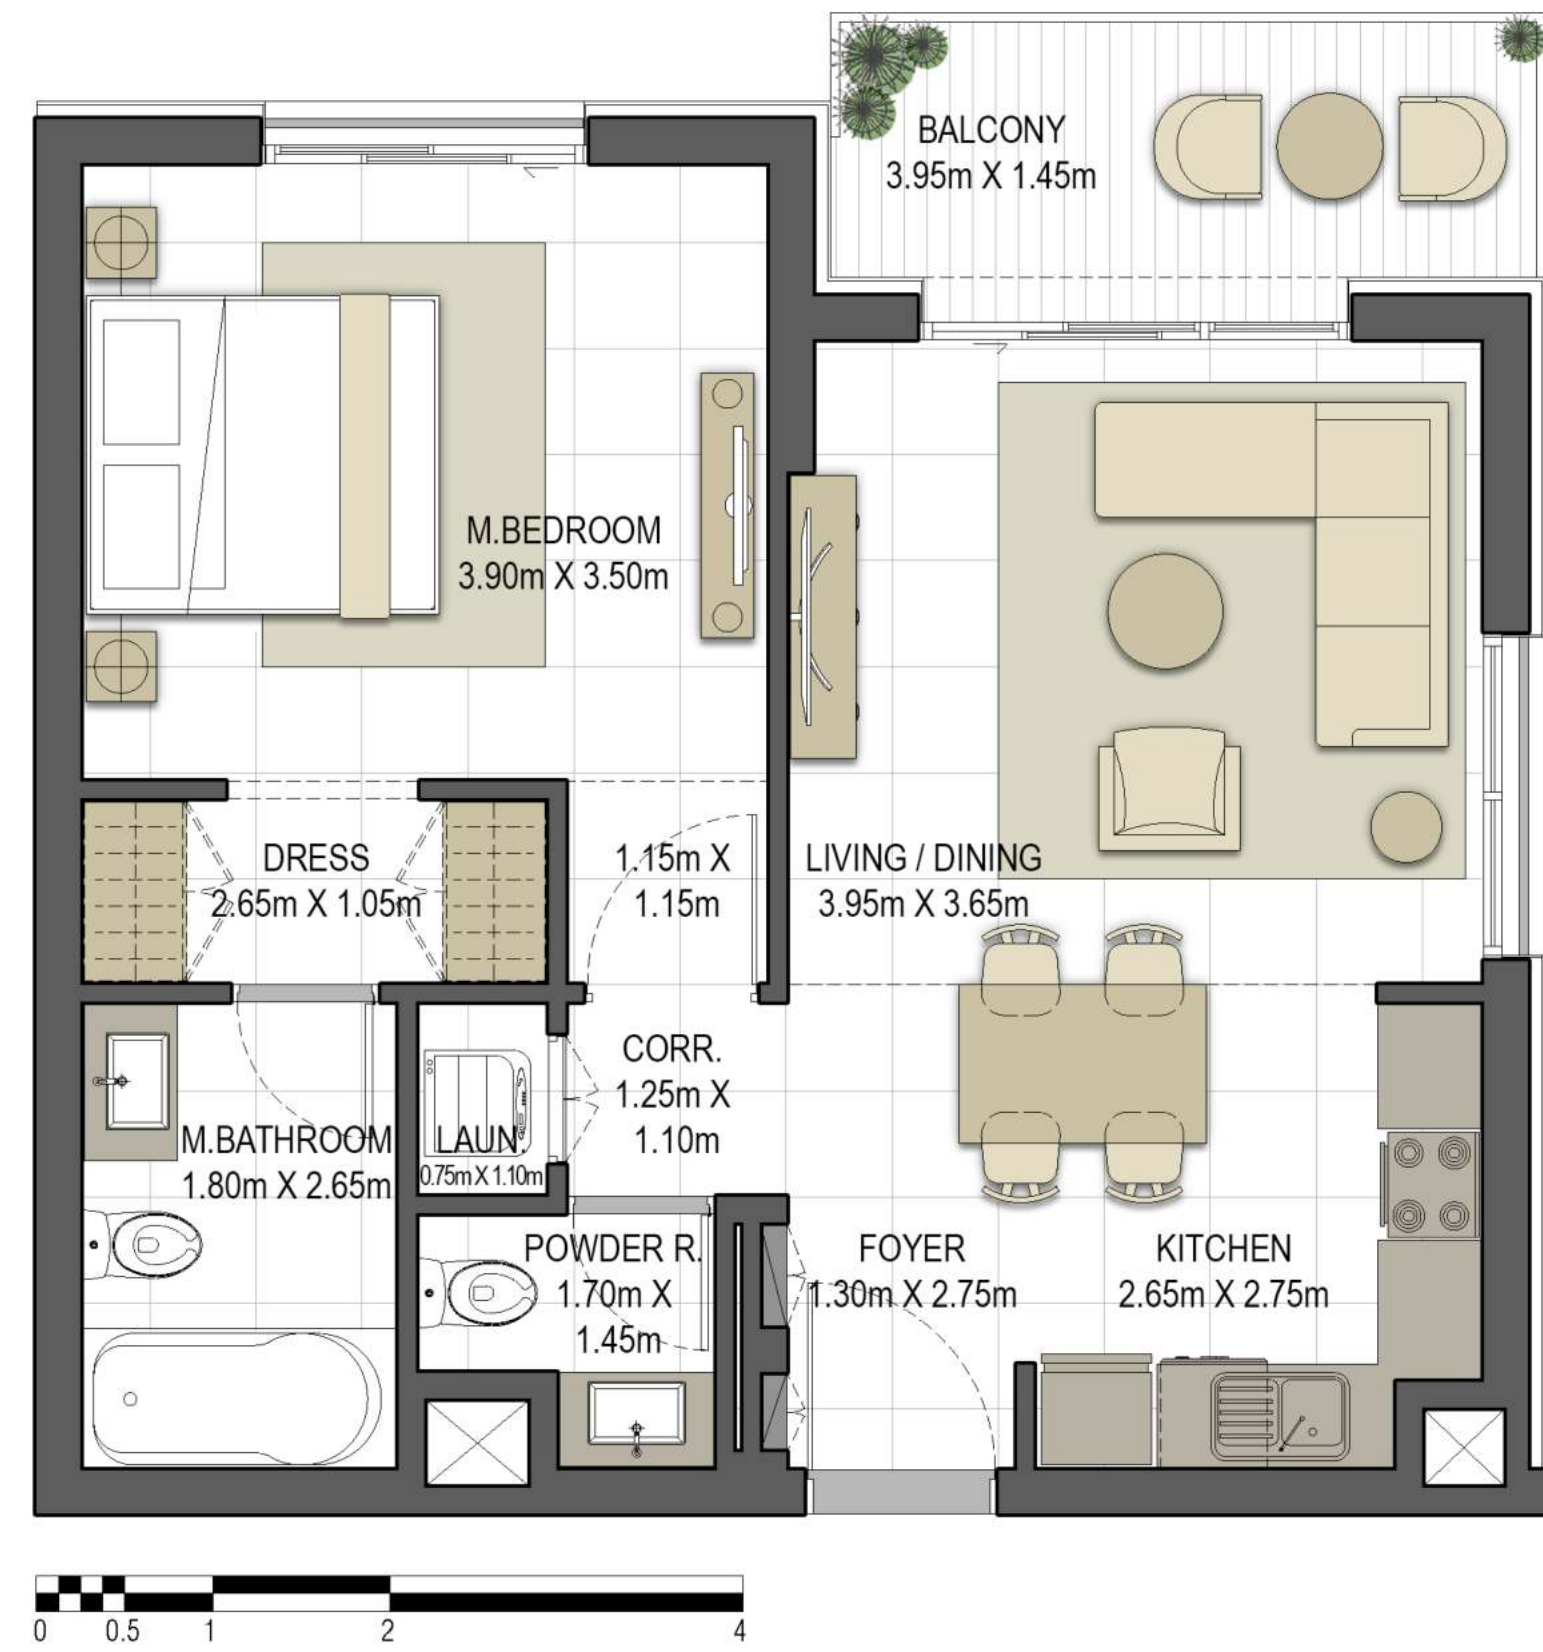 BALCONY
3.95m X 1.45m
M.BEDROOM
3.90m X 3.50m
DRESS
2.65m X 1.05m
1.15m X
1.15m
LIVING / DINING
3.95m X 3.65m
CORR.
1.25m X
1.10m
M.BATHROOM
1.80m X 2.65m
LAUN.
0.75m X 1.10m
POWDER R.
1.70m X
1.45m
FOYER
1.30m X 2.75m
KITCHEN
2.65m X 2.75m
0 0.5 1 2 4